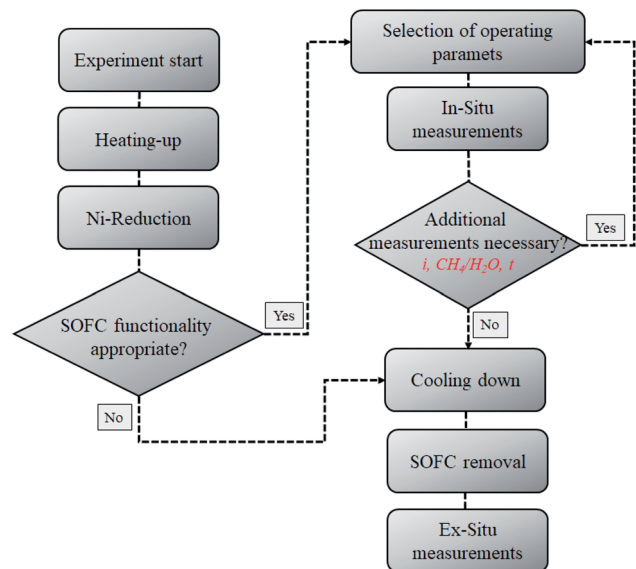 Experiment start
Heating-up
Ni-Reduction
SOFC functionality
appropriate?
Yes
No
Selection of operating
paramets
In-Situ
measurements
Additional
measurements necessary?
i, CH₄/H₂O, t
Yes
No
Cooling down
SOFC removal
Ex-Situ
measurements